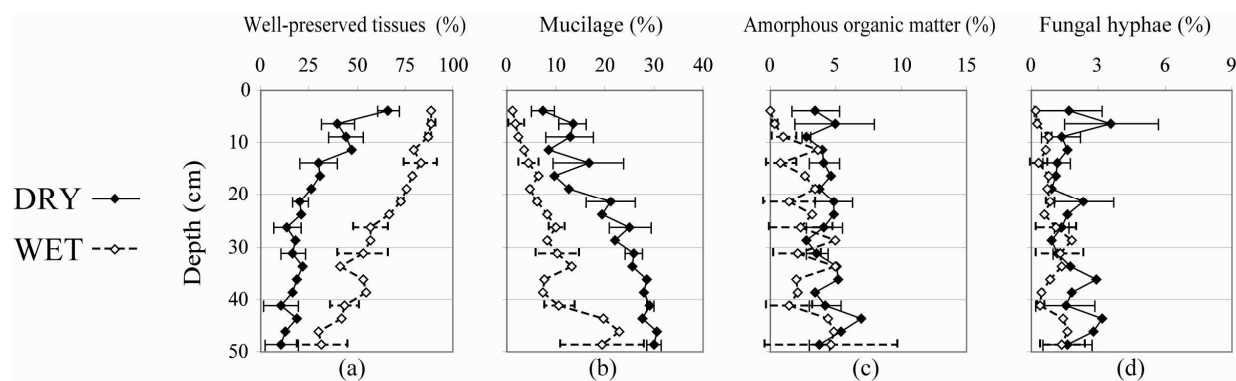 Well-preserved tissues (%) Mucilage (%) Amorphous organic matter (%) Fungal hyphae (%)
0 25 50 75 100 0 20 30 40 0 5 10 15 0 3 6 9
0
10
20
30
40
50
Depth (cm)
DRY
WET
(a) (b) (c) (d)